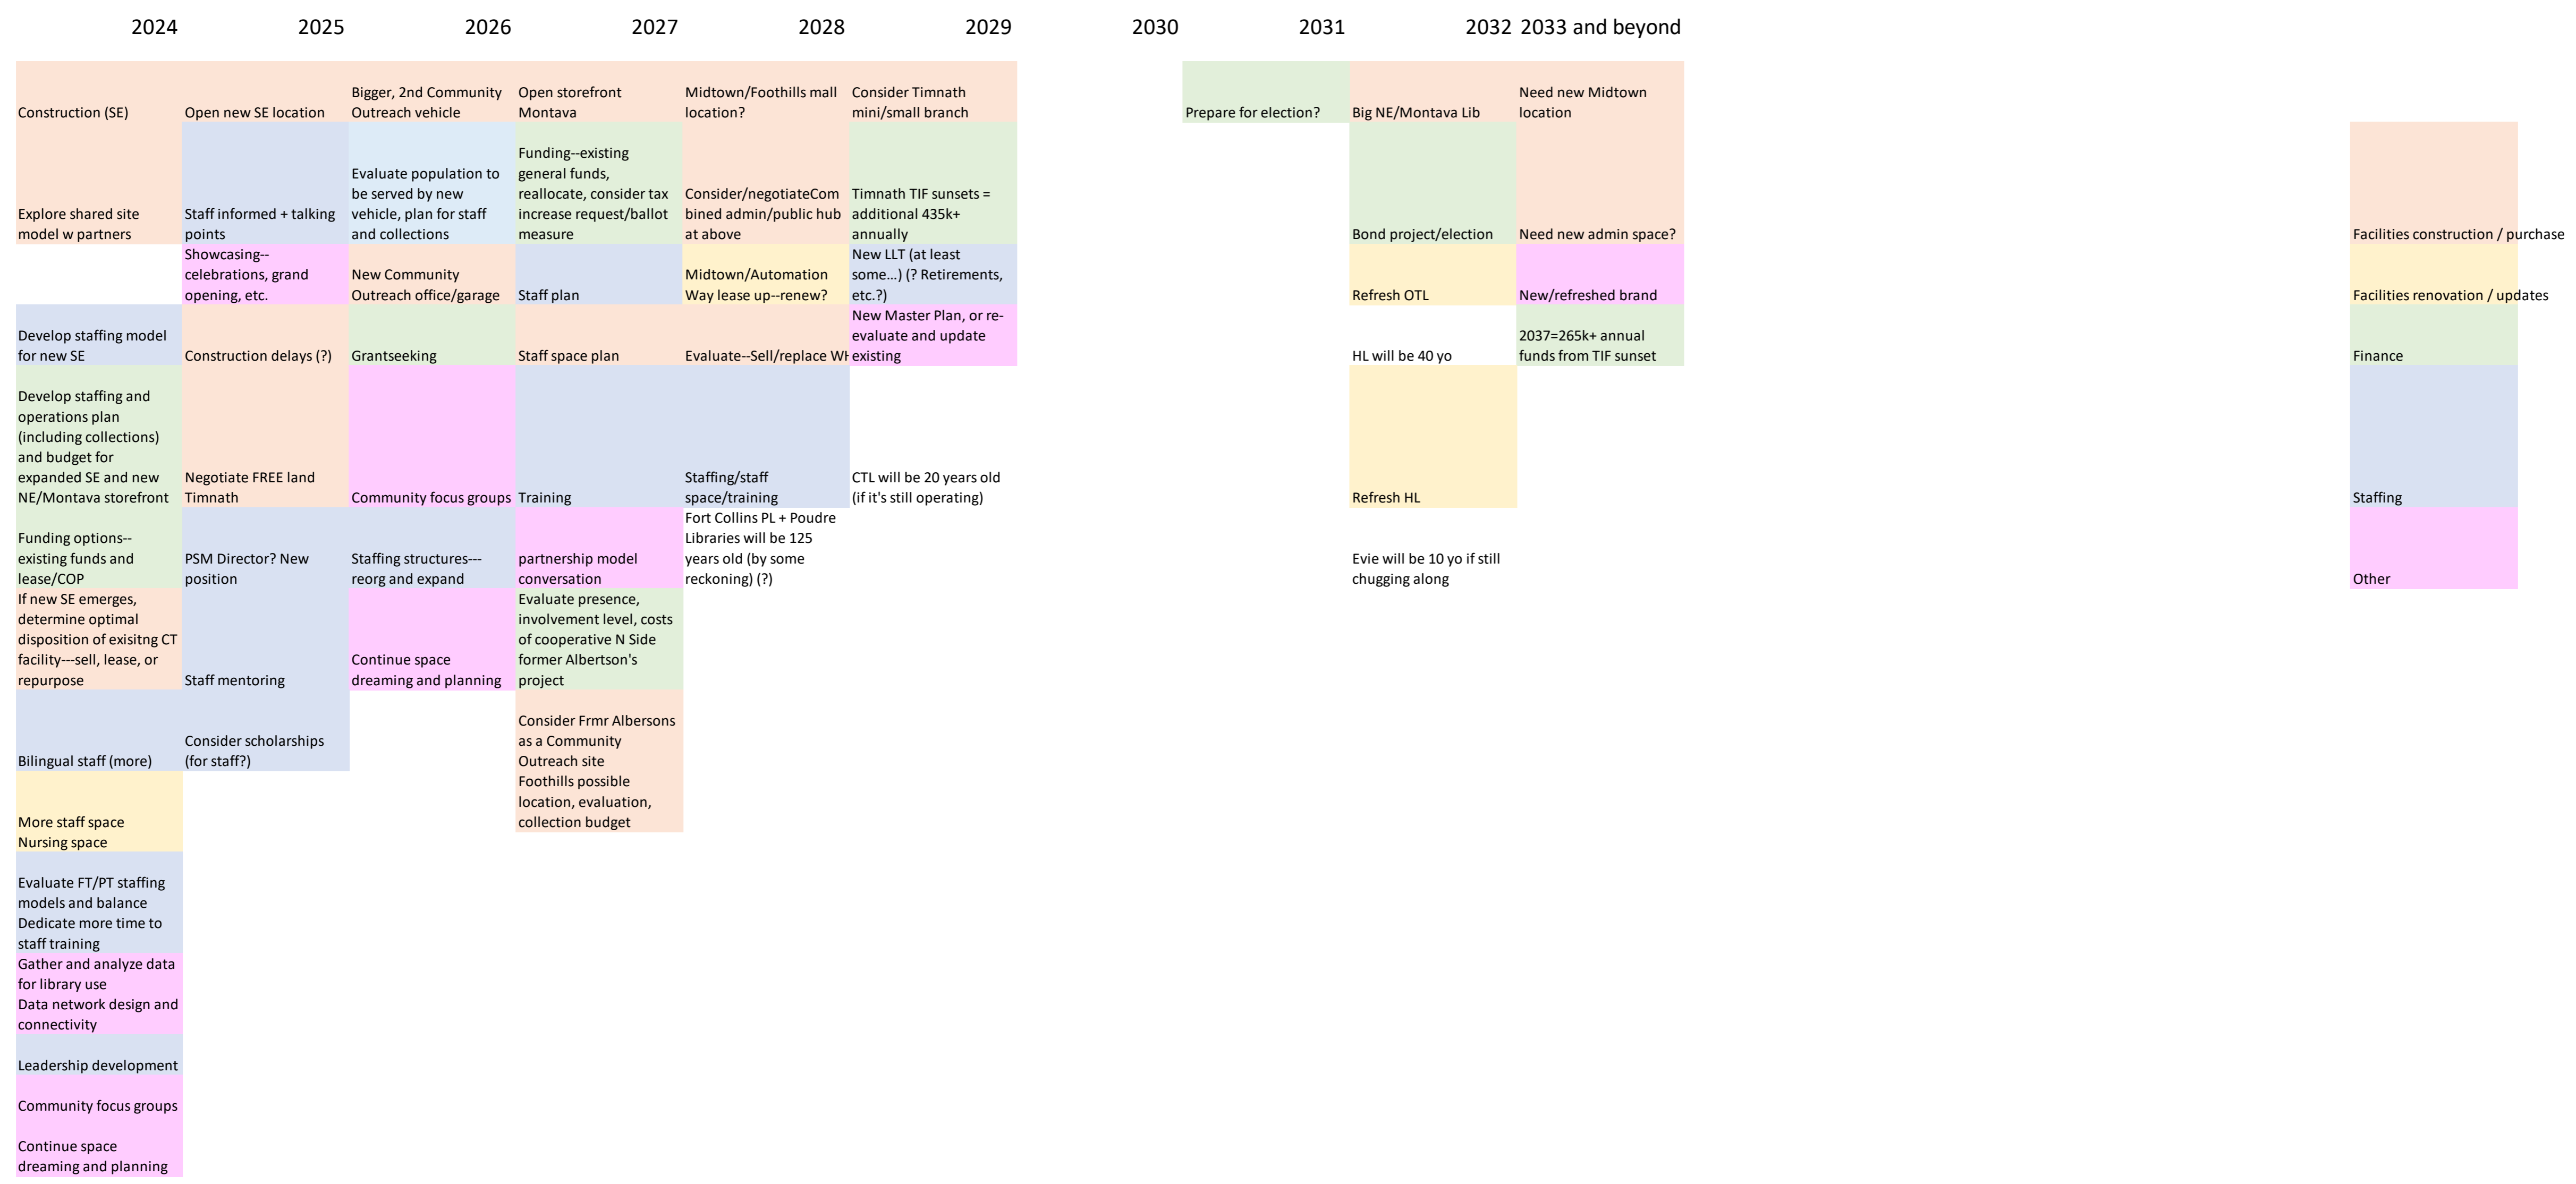 2024 2025 2026 2027 2028 2029 2030 2031 2032 2033 and beyond
Construction (SE)
Explore shared site
model w partners
Develop staffing model
for new SE
Develop staffing and
operations plan
(including collections)
and budget for
expanded SE and new
NE/Montava storefront
Funding options--
existing funds and
lease/COP
If new SE emerges,
determine optimal
disposition of exisitng CT
facility---sell, lease, or
repurpose
Bilingual staff (more)
More staff space
Nursing space
Evaluate FT/PT staffing
models and balance
Dedicate more time to
staff training
Gather and analyze data
for library use
Data network design and
connectivity
Leadership development
Community focus groups
Continue space
dreaming and planning
Open new SE location
Staff informed + talking
points
Showcasing--
celebrations, grand
opening, etc.
Construction delays (?)
Negotiate FREE land
Timnath
PSM Director? New
position
Staff mentoring
Consider scholarships
(for staff?)
Bigger, 2nd Community
Outreach vehicle
Evaluate population to
be served by new
vehicle, plan for staff
and collections
New Community
Outreach office/garage
Grantseeking
Community focus groups
Staffing structures---
reorg and expand
Continue space
dreaming and planning
Open storefront
Montava
Funding--existing
general funds,
reallocate, consider tax
increase request/ballot
measure
Staff plan
Staff space plan
Training
partnership model
conversation
Evaluate presence,
involvement level, costs
of cooperative N Side
former Albertson's
project
Consider Frmr Albersons
as a Community
Outreach site
Foothills possible
location, evaluation,
collection budget
Midtown/Foothills mall
location?
Consider/negotiateCom
bined admin/public hub
at above
Midtown/Automation
Way lease up--renew?
Evaluate--Sell/replace
Staffing/staff
space/training
Fort Collins PL + Poudre
Libraries will be 125
years old (by some
reckoning) (?)
Consider Timnath
mini/small branch
Timnath TIF sunsets =
additional 435k+
annually
New LLT (at least
some...) (? Retirements,
etc.?)
New Master Plan, or re-
evaluate and update
existing
CTL will be 20 years old
(if it's still operating)
Prepare for election?
Big NE/Montava Lib
Bond project/election
Refresh OTL
HL will be 40 yo
Refresh HL
Evie will be 10 yo if still
chugging along
Need new Midtown
location
Need new admin space?
New/refreshed brand
2037=265k+ annual
funds from TIF sunset
Facilities construction / purchase
Facilities renovation / updates
Finance
Staffing
Other